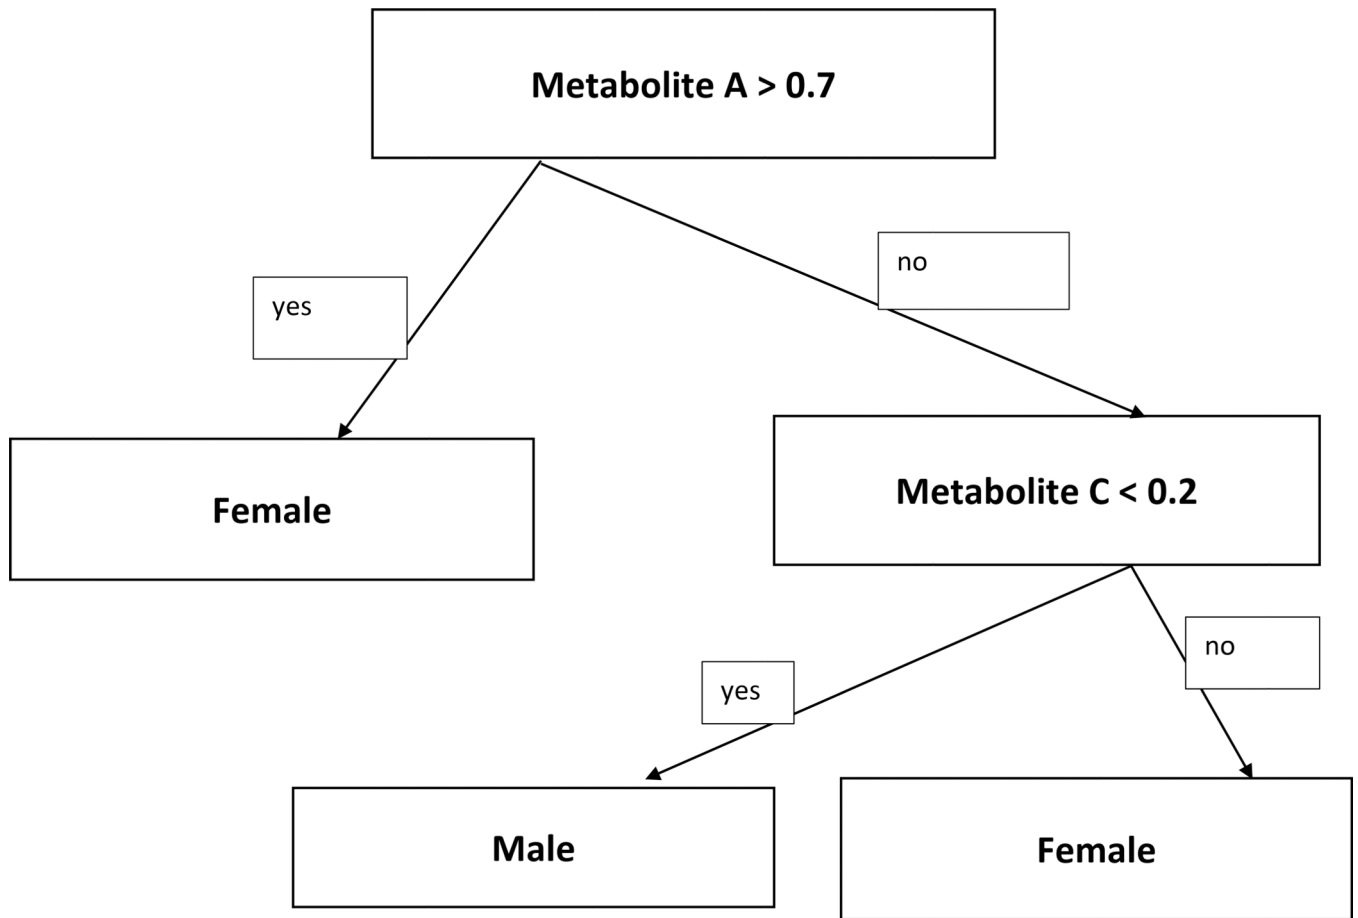 Metabolite A > 0.7
yes
no
Female
Metabolite C < 0.2
yes
no
Male
Female